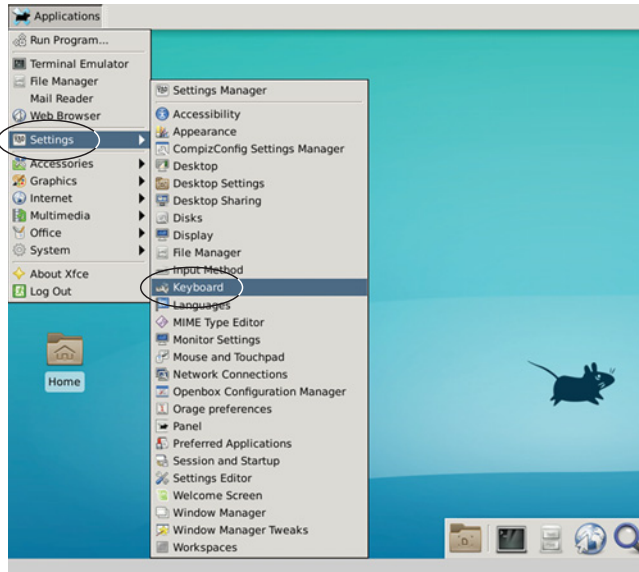 Applications
Run Program...
Terminal Emulator
File Manager
Mail Reader
Web Browser
Settings
Accessories
Graphics
Internet
Multimedia
Office
System
About Xfce
Log Out
Settings Manager
Accessibility
Appearance
CompizConfig Settings Manager
Desktop
Desktop Settings
Desktop Sharing
Disks
Display
File Manager
Input Method
Keyboard
Languages
MIME Type Editor
Monitor Settings
Mouse and Touchpad
Network Connections
Openbox Configuration Manager
Orage preferences
Panel
Preferred Applications
Session and Startup
Settings Editor
Welcome Screen
Window Manager
Window Manager Tweaks
Workspaces
Home